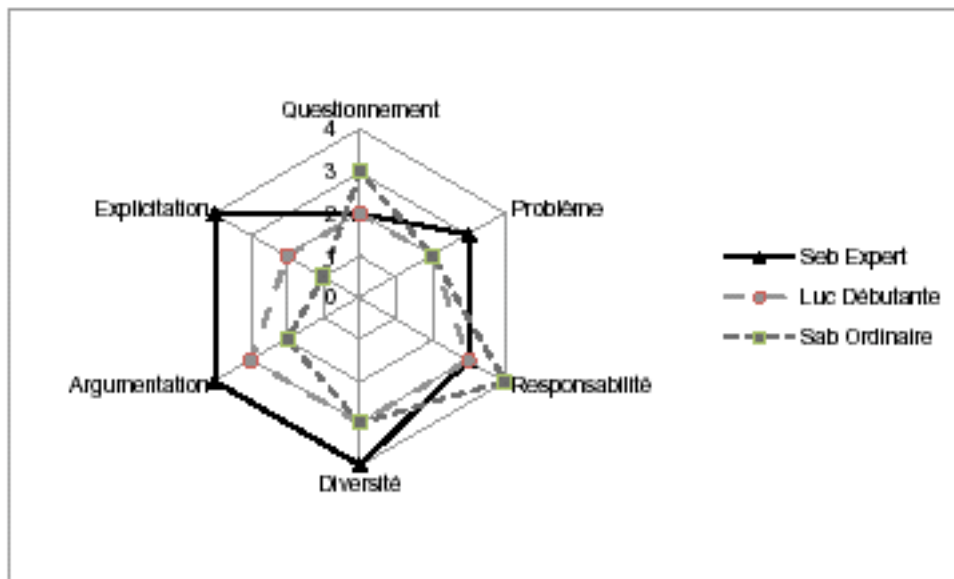 Questionnement
4
3
2
1
0
Explicitation
Problème
Argumentation
Responsabilité
Diversité
Seb Expert
Luc Débutante
Sab Ordinaire